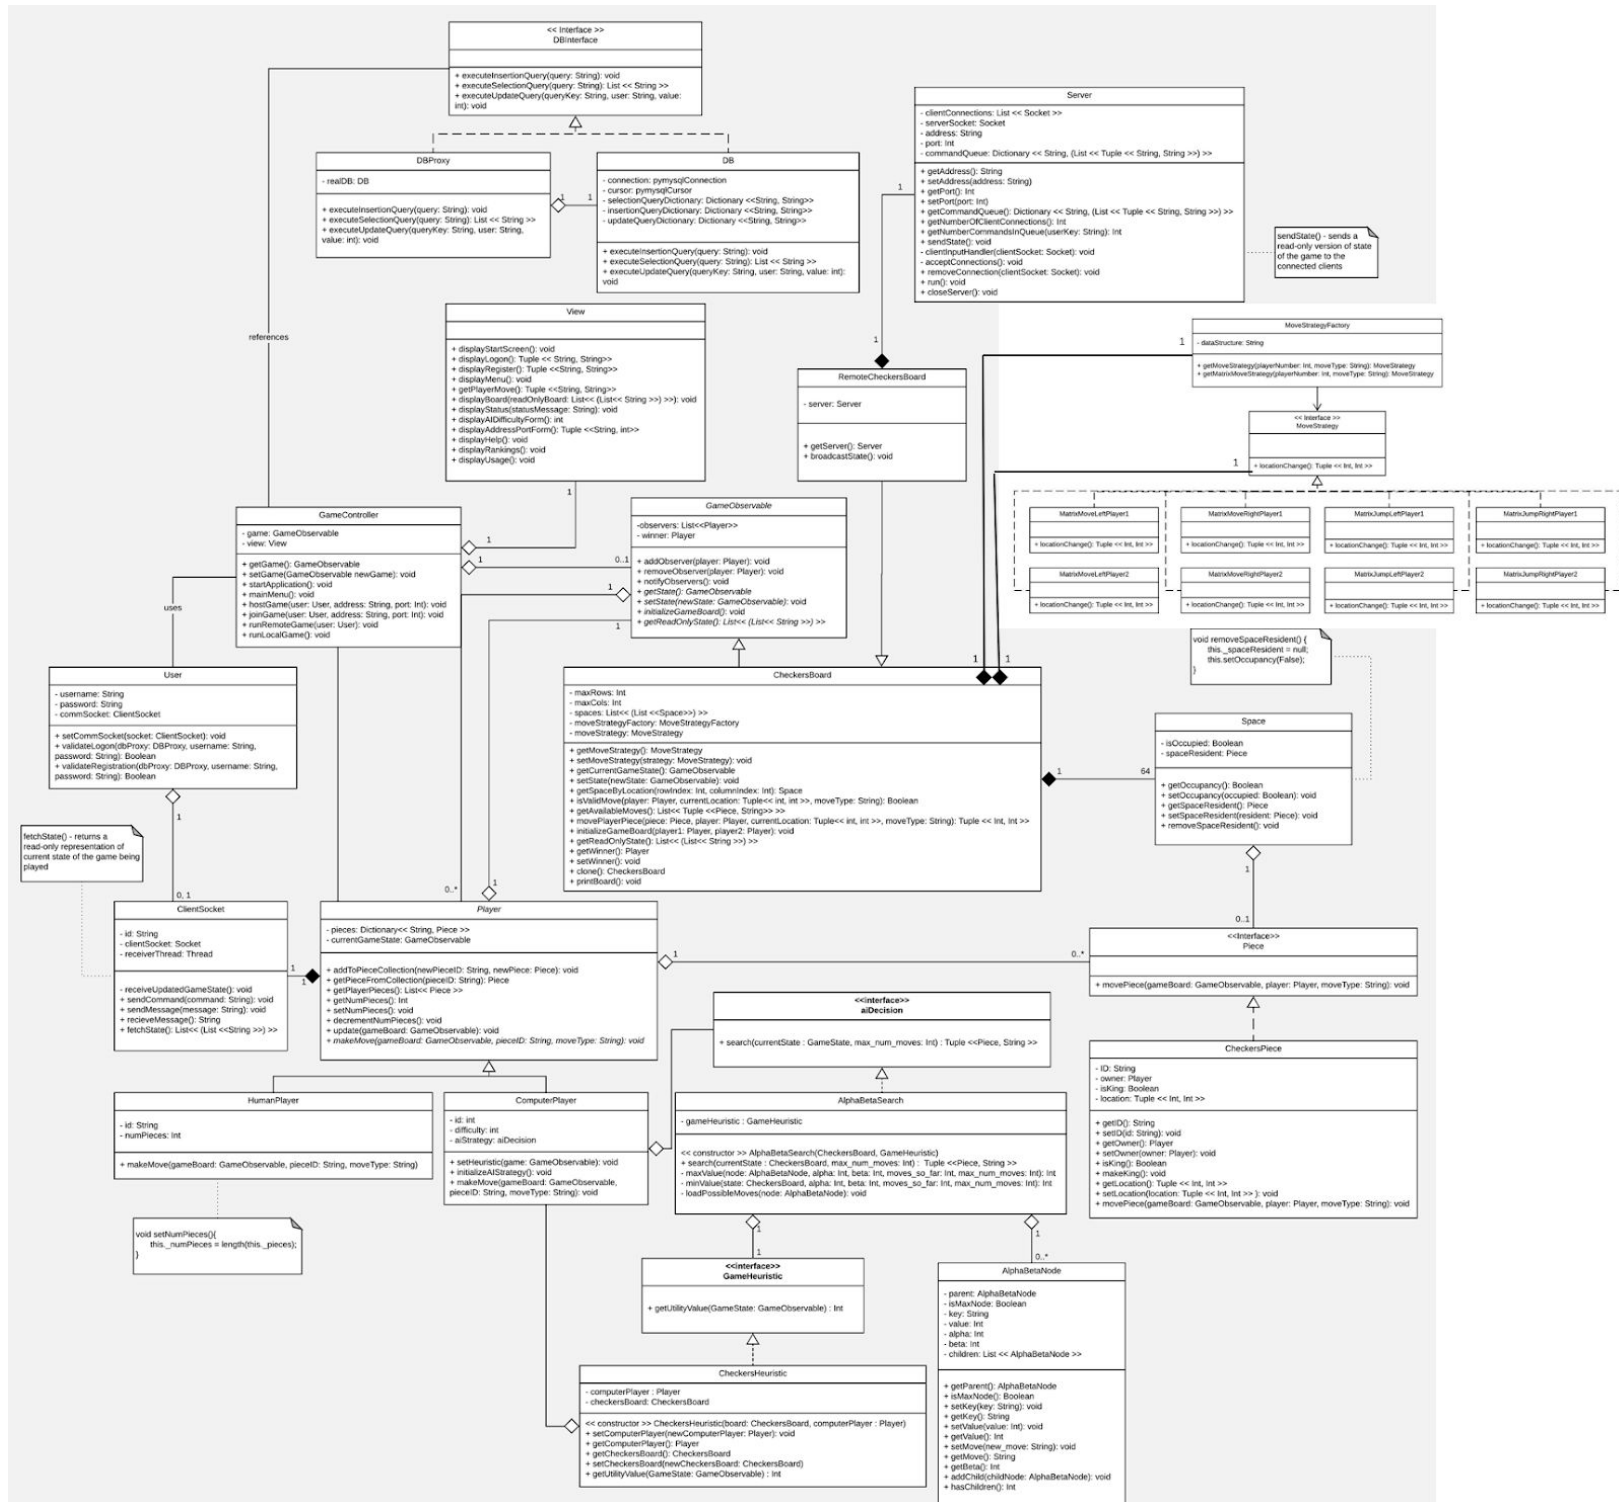 << Interface >>
DBInterface
+ executeInsertionQuery(query: String): void
+ executeSelectionQuery(query: String): List << String >>
+ executeUpdateQuery(queryKey: String, user: String, value:
int): void
DBProxy
- realDB: DB
+ executeInsertionQuery(query: String): void
+ executeSelectionQuery(query: String): List << String >>
+ executeUpdateQuery(queryKey: String, user: String,
value: int): void
1
1
DB
- connection: pymysqlConnection
- cursor: pymysqlCursor
- selectionQueryDictionary: Dictionary <<String, String>>
- insertionQueryDictionary: Dictionary <<String, String>>
- updateQueryDictionary: Dictionary <<String, String>>
+ executeInsertionQuery(query: String): void
+ executeSelectionQuery(query: String): List << String >>
+ executeUpdateQuery(queryKey: String, user: String, value: int):
void
Server
- clientConnections: List << Socket >>
- serverSocket: Socket
- address: String
- port: Int
- commandQueue: Dictionary << String, (List << Tuple << String, String >>) >>
+ getAddress(): String
+ setAddress(address: String)
+ getPort(): Int
+ setPort(port: Int)
+ getCommandQueue(): Dictionary << String, (List << Tuple << String, String >>) >>
+ getNumberOfClientConnections(): Int
+ getNumberCommandsInQueue(userKey: String): Int
+ sendState(): void
- clientInputHandler(clientSocket: Socket): void
- acceptConnections(): void
+ removeConnection(clientSocket: Socket): void
+ run(): void
+ closeServer(): void
1
sendState() - sends a
read-only version of state
of the game to the
connected clients
View
+ displayStartScreen(): void
+ displayLogon(): Tuple << String, String>>
+ displayRegister(): Tuple <<String, String>>
+ displayMenu(): void
+ getPlayerMove(): Tuple <<String, String>>
+ displayBoard(readOnlyBoard: List<< (List<< String >>) >>): void
+ displayStatus(statusMessage: String): void
+ displayAIDifficultyForm(): int
+ displayAddressPortForm(): Tuple <<String, int>>
+ displayHelp(): void
+ displayRankings(): void
+ displayUsage(): void
1
references
1
RemoteCheckersBoard
- server: Server
+ getServer(): Server
+ broadcastState(): void
1
MoveStrategyFactory
- dataStructure: String
+ getMoveStrategy(playerNumber: Int, moveType: String): MoveStrategy
+ getMatrixMoveStrategy(playerNumber: Int, moveType: String): MoveStrategy
<< Interface >>
MoveStrategy
+ locationChange(): Tuple << Int, Int >>
1
MatrixMoveLeftPlayer1
+ locationChange(): Tuple << Int, Int >>
MatrixMoveRightPlayer1
+ locationChange(): Tuple << Int, Int >>
MatrixJumpLeftPlayer1
+ locationChange(): Tuple << Int, Int >>
MatrixJumpRightPlayer1
+ locationChange(): Tuple << Int, Int >>
MatrixMoveLeftPlayer2
+ locationChange(): Tuple << Int, Int >>
MatrixMoveRightPlayer2
+ locationChange(): Tuple << Int, Int >>
MatrixJumpLeftPlayer2
+ locationChange(): Tuple << Int, Int >>
MatrixJumpRightPlayer2
+ locationChange(): Tuple << Int, Int >>
GameController
- game: GameObservable
- view: View
+ getGame(): GameObservable
+ setGame(GameObservable newGame): void
+ startApplication(): void
+ mainMenu(): void
+ hostGame(user: User, address: String, port: Int): void
+ joinGame(user: User, address: String, port: Int): void
+ runRemoteGame(user: User): void
+ runLocalGame(): void
1
1
0..1
1
1
GameObservable
-observers: List<<Player>>
- winner: Player
+ addObserver(player: Player): void
+ removeObserver(player: Player): void
+ notifyObservers(): void
+ getState(): GameObservable
+ setState(newState: GameObservable): void
+ initializeGameBoard(): void
+ getReadOnlyState(): List<< (List<< String >>) >>
uses
User
- username: String
- password: String
- commSocket: ClientSocket
+ setCommSocket(socket: ClientSocket): void
+ validateLogon(dbProxy: DBProxy, username: String,
password: String): Boolean
+ validateRegistration(dbProxy: DBProxy, username: String,
password: String): Boolean
1
0, 1
1
1
CheckersBoard
- maxRows: Int
- maxCols: Int
- spaces: List<< (List <<Space>>) >>
- moveStrategyFactory: MoveStrategyFactory
- moveStrategy: MoveStrategy
+ getMoveStrategy(): MoveStrategy
+ setMoveStrategy(strategy: MoveStrategy): void
+ getCurrentGameState(): GameObservable
+ setState(newState: GameObservable): void
+ getSpaceByLocation(rowIndex: Int, columnIndex: Int): Space
+ isValidMove(player: Player, currentLocation: Tuple<< int, int >>, moveType: String): Boolean
+ getAvailableMoves(): List<< Tuple <<Piece, String>> >>
+ movePlayerPiece(piece: Piece, player: Player, currentLocation: Tuple<< int, int >>, moveType: String): Tuple << Int, Int >>
+ initializeGameBoard(player1: Player, player2: Player): void
+ getReadOnlyState(): List<< (List<< String >>) >>
+ getWinner(): Player
+ setWinner(): void
+ clone(): CheckersBoard
+ printBoard(): void
1
64
void removeSpaceResident() {
this._spaceResident = null;
this.setOccupancy(False);
}
Space
- isOccupied: Boolean
- spaceResident: Piece
+ getOccupancy(): Boolean
+ setOccupancy(occupied: Boolean): void
+ getSpaceResident(): Piece
+ setSpaceResident(resident: Piece): void
+ removeSpaceResident(): void
1
0..1
fetchState() - returns a
read-only representation of
current state of the game being
played
ClientSocket
- id: String
- clientSocket: Socket
- receiverThread: Thread
- receiveUpdatedGameState(): void
+ sendCommand(command: String): void
+ sendMessage(message: String): void
+ recieveMessage(): String
+ fetchState(): List<< (List <<String >>) >>
1
1
0..*
1
Player
- pieces: Dictionary<< String, Piece >>
- currentGameState: GameObservable
+ addToPieceCollection(newPieceID: String, newPiece: Piece): void
+ getPieceFromCollection(pieceID: String): Piece
+ getPlayerPieces(): List<< Piece >>
+ getNumPieces(): Int
+ setNumPieces(): void
+ decrementNumPieces(): void
+ update(gameBoard: GameObservable): void
+ makeMove(gameBoard: GameObservable, pieceID: String, moveType: String): void
1
0..*
<<Interface>>
Piece
+ movePiece(gameBoard: GameObservable, player: Player, moveType: String): void
<<interface>>
aiDecision
+ search(currentState : GameState, max_num_moves: Int) : Tuple <<Piece, String >>
CheckersPiece
- ID: String
- owner: Player
- isKing: Boolean
- location: Tuple << Int, Int >>
+ getID(): String
+ setID(id: String): void
+ getOwner(): Player
+ setOwner(owner: Player): void
+ isKing(): Boolean
+ makeKing(): void
+ getLocation(): Tuple << Int, Int >>
+ setLocation(location: Tuple << Int, Int >> ): void
+ movePiece(gameBoard: GameObservable, player: Player, moveType: String): void
HumanPlayer
- id: String
- numPieces: Int
+ makeMove(gameBoard: GameObservable, pieceID: String, moveType: String)
void setNumPieces(){
this._numPieces = length(this._pieces);
}
ComputerPlayer
- id: int
- difficulty: int
- aiStrategy: aiDecision
+ setHeuristic(game: GameObservable): void
+ initializeAIStrategy(): void
+ makeMove(gameBoard: GameObservable,
pieceID: String, moveType: String): void
AlphaBetaSearch
- gameHeuristic : GameHeuristic
<< constructor >> AlphaBetaSearch(CheckersBoard, GameHeuristic)
+ search(currentState : CheckersBoard, max_num_moves: Int) : Tuple <<Piece, String >>
- maxValue(node: AlphaBetaNode, alpha: Int, beta: Int, moves_so_far: Int, max_num_moves: Int): Int
- minValue(state: CheckersBoard, alpha: Int, beta: Int, moves_so_far: Int, max_num_moves: Int): Int
- loadPossibleMoves(node: AlphaBetaNode): void
1
1
1
0..*
<<interface>>
GameHeuristic
+ getUtilityValue(GameState: GameObservable) : Int
CheckersHeuristic
- computerPlayer : Player
- checkersBoard: CheckersBoard
<< constructor >> CheckersHeuristic(board: CheckersBoard, computerPlayer : Player)
+ setComputerPlayer(newComputerPlayer: Player): void
+ getComputerPlayer(): Player
+ getCheckersBoard(): CheckersBoard
+ setCheckersBoard(newCheckersBoard: CheckersBoard)
+ getUtilityValue(GameState: GameObservable) : Int
AlphaBetaNode
- parent: AlphaBetaNode
- isMaxNode: Boolean
- key: String
- value: Int
- alpha: Int
- beta: Int
- children: List << AlphaBetaNode >>
+ getParent(): AlphaBetaNode
+ isMaxNode(): Boolean
+ setKey(key: String): void
+ getKey(): String
+ setValue(value: Int): void
+ getValue(): Int
+ setMove(new_move: String): void
+ getMove(): String
+ getBeta(): Int
+ addChild(childNode: AlphaBetaNode): void
+ hasChildren(): Int